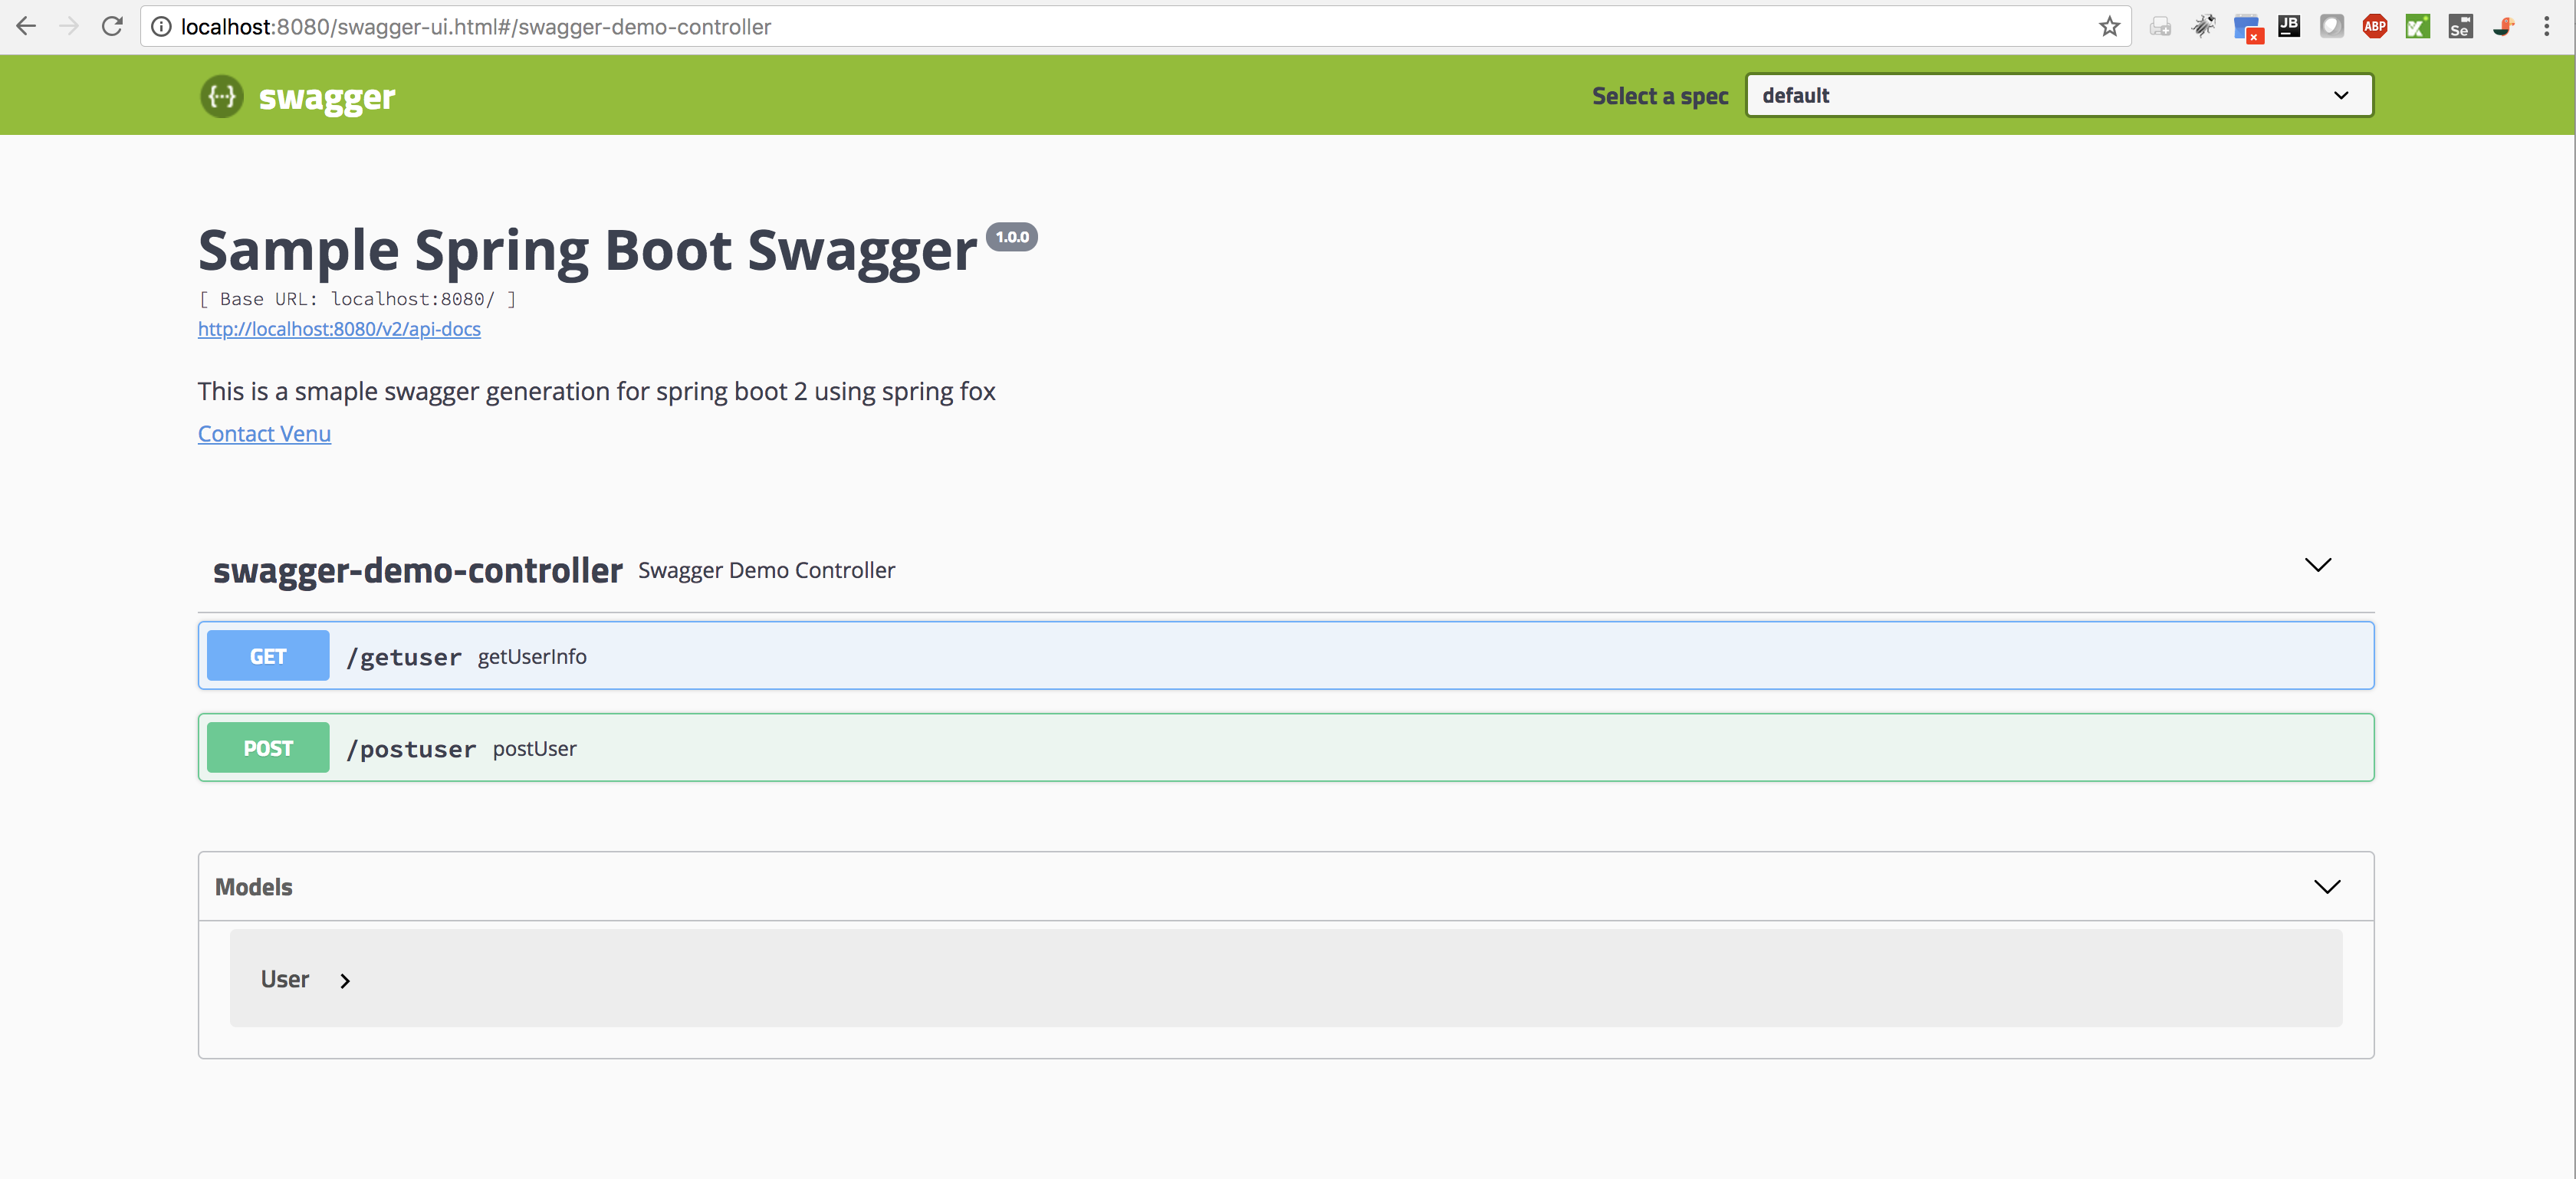 localhost:8080/swagger-ui.html#/swagger-demo-controller
JB
ABP
Se
{···} swagger
Select a spec default
Sample Spring Boot Swagger 1.0.0
[ Base URL: localhost:8080/ ]
http://localhost:8080/v2/api-docs
This is a smaple swagger generation for spring boot 2 using spring fox
Contact Venu
swagger-demo-controller Swagger Demo Controller
GET /getuser getUserInfo
POST /postuser postUser
Models
User